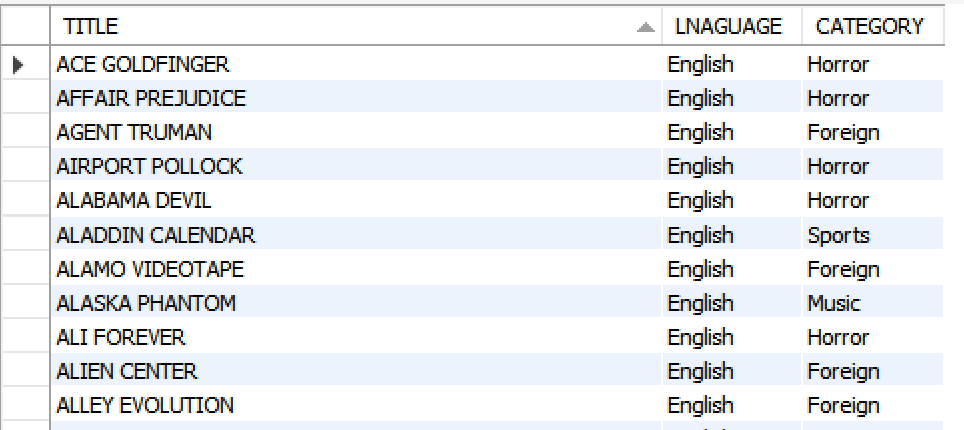 TITLE LNAGUAGE CATEGORY
ACE GOLDFINGER English Horror
AFFAIR PREJUDICE English Horror
AGENT TRUMAN English Foreign
AIRPORT POLLOCK English Horror
ALABAMA DEVIL English Horror
ALADDIN CALENDAR English Sports
ALAMO VIDEOTAPE English Foreign
ALASKA PHANTOM English Music
ALI FOREVER English Horror
ALIEN CENTER English Foreign
ALLEY EVOLUTION English Foreign